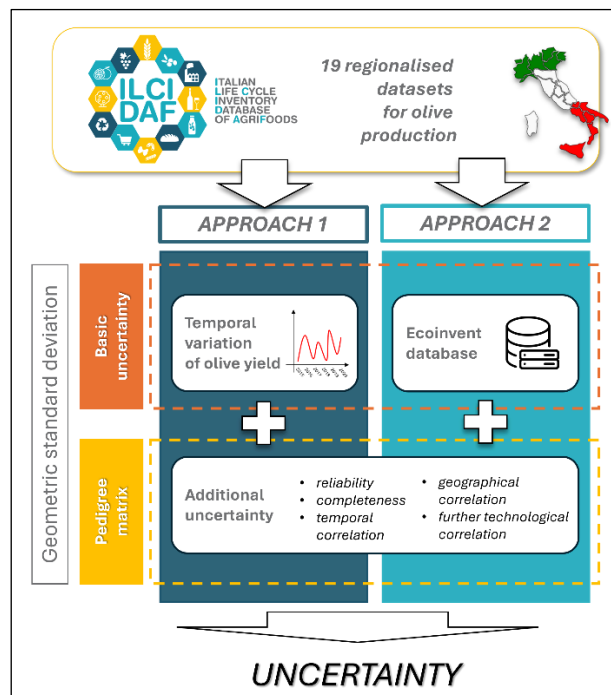 ILCI
DAF
ITALIAN
LIFE CYCLE
INVENTORY
DATABASE
OF AGRIFOODS
19 regionalised
datasets
for olive
production
APPROACH 1
APPROACH 2
Geometric standard deviation
Basic
uncertainty
Temporal
variation
of olive yield
Ecoinvent
database
Pedigree
matrix
Additional
uncertainty
• reliability
• completeness
• temporal
correlation
• geographical
correlation
• further technological
correlation
UNCERTAINTY